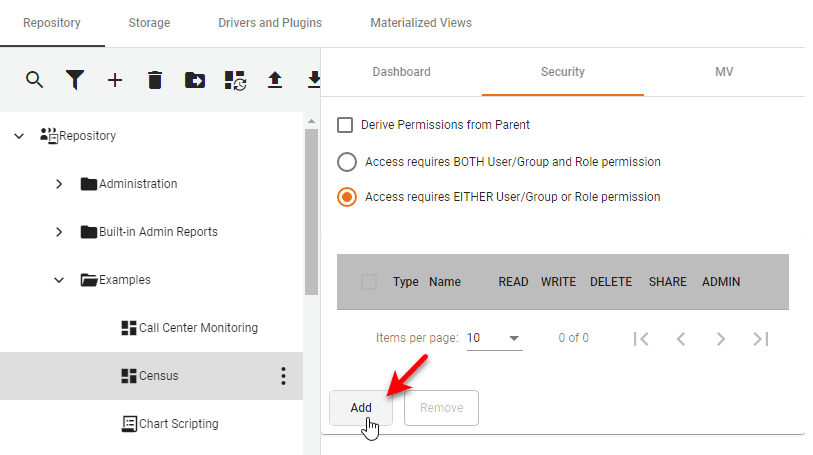 Repository Storage Drivers and Plugins Materialized Views
Dashboard Security MV
Derive Permissions from Parent
Repository
Access requires BOTH User/Group and Role permission
Administration
Access requires EITHER User/Group or Role permission
Built-in Admin Reports
Examples
Type Name READ WRITE DELETE SHARE ADMIN
Call Center Monitoring
Items per page: 10 0 of 0
Census
Add Remove
Chart Scripting